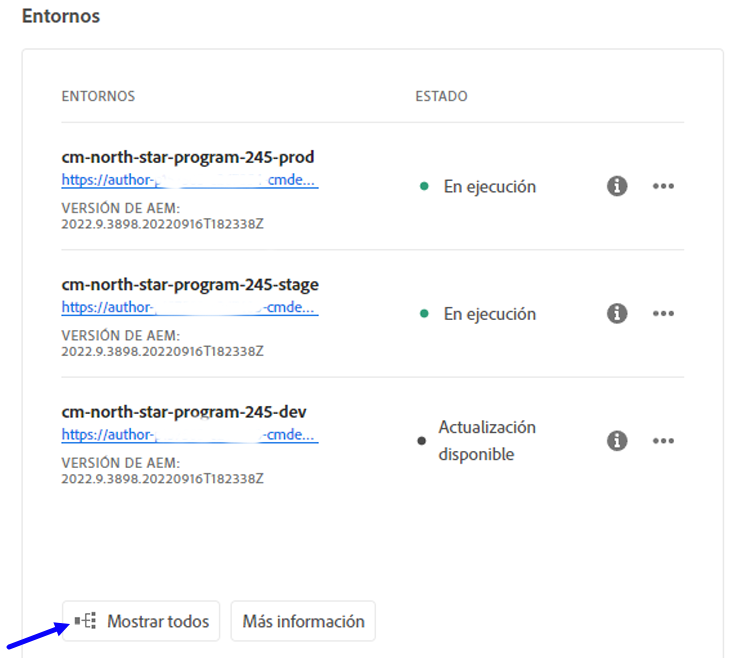 Entornos
ENTORNOS ESTADO
cm-north-star-program-245-prod
https://author- cmde...
En ejecución
VERSIÓN DE AEM:
2022.9.3898.20220916T182338Z
cm-north-star-program-245-stage
https://author- -cmde...
En ejecución
VERSIÓN DE AEM:
2022.9.3898.20220916T182338Z
cm-north-star-program-245-dev
https://author- -cmde...
Actualización
disponible
VERSIÓN DE AEM:
2022.9.3898.20220916T182338Z
Mostrar todos Más información